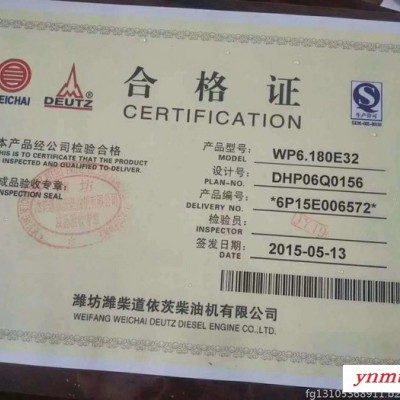 WEICHAI
DEUTZ
合格证
CERTIFICATION
本产品经公司检验合格
THIS IS TO CERTIFICATE THAT THE PRODUCT
IS INSPECTED AND QUALIFIED TO DELIVER.
成品验收专章:
INSPECTION SEAL
产品型号:
MODEL
WP6.180E32
设计号:
PLAN-NO.
DHP06Q0156
产品编号:
DELIVERY NO.
*6P15E006572*
检验员:
INSPECTOR
签发日期:
DATE
2015-05-13
潍坊潍柴道依茨柴油机有限公司
WEIFANG WEICHAI DEUTZ DIESEL ENGINE CO.,LTD.